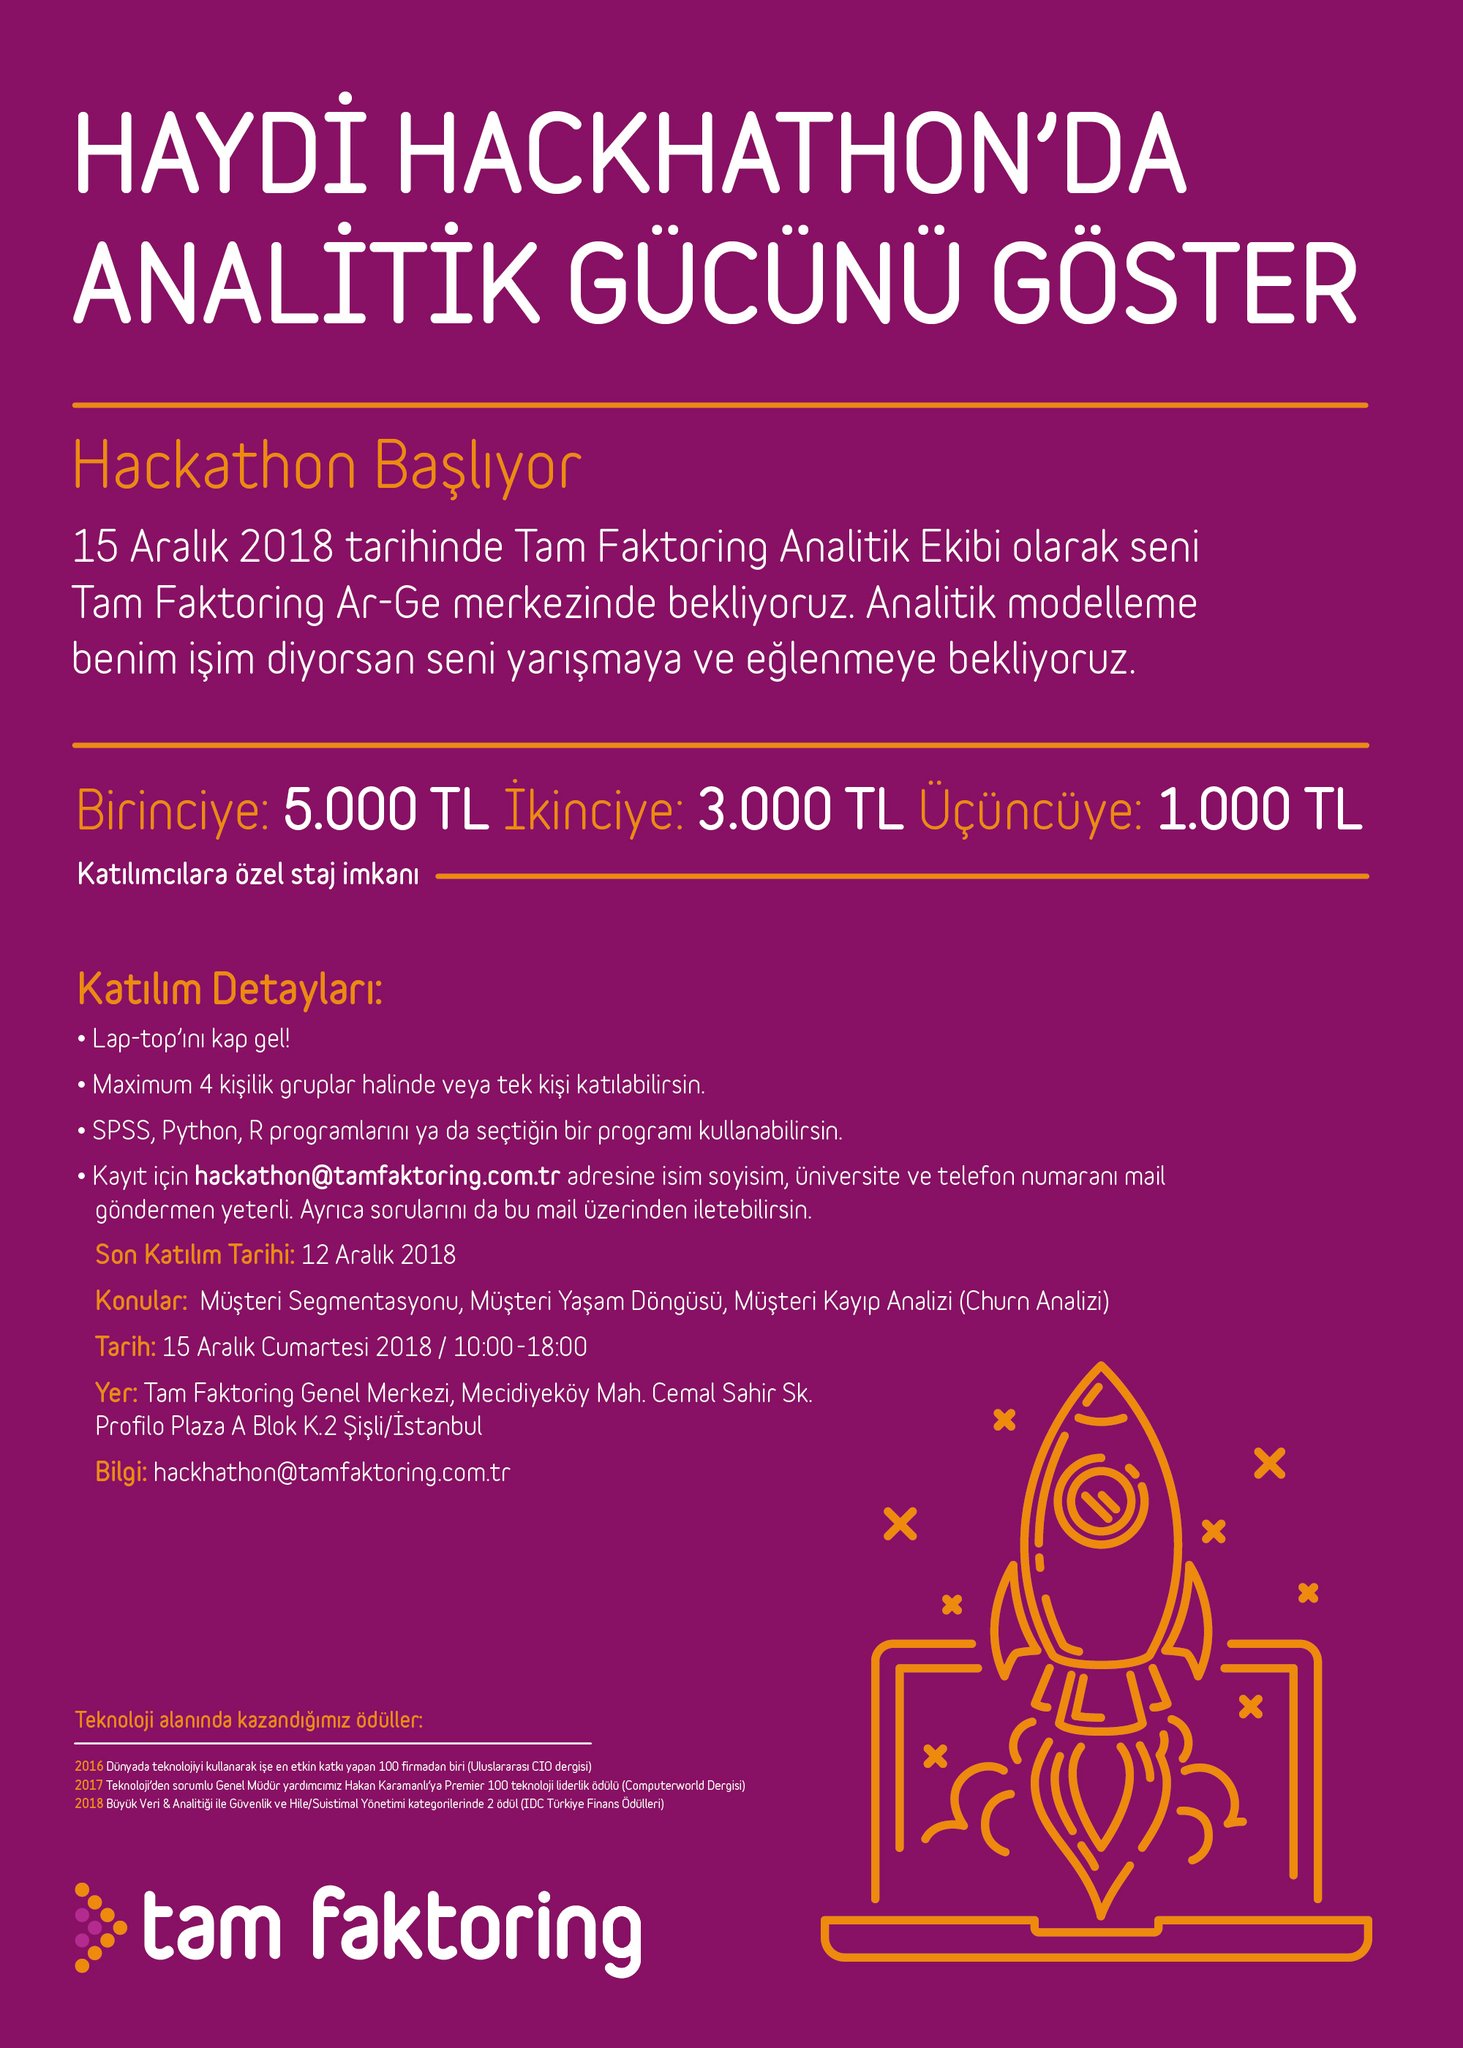 HAYDİ HACKHATHON'DA
ANALİTİK GÜCÜNÜ GÖSTER
Hackathon Başlıyor
15 Aralık 2018 tarihinde Tam Faktoring Analitik Ekibi olarak seni
Tam Faktoring Ar-Ge merkezinde bekliyoruz. Analitik modelleme
benim işim diyorsan seni yarışmaya ve eğlenmeye bekliyoruz.
Birinciye: 5.000 TL İkinciye: 3.000 TL Üçüncüye: 1.000 TL
Katılımcılara özel staj imkanı
Katılım Detayları:
• Lap-top'ını kap gel!
• Maximum 4 kişilik gruplar halinde veya tek kişi katılabilirsin.
• SPSS, Python, R programlarını ya da seçtiğin bir programı kullanabilirsin.
• Kayıt için hackathon@tamfaktoring.com.tr adresine isim soyisim, üniversite ve telefon numaranı mail
göndermen yeterli. Ayrıca sorularını da bu mail üzerinden iletebilirsin.
Son Katılım Tarihi: 12 Aralık 2018
Konular: Müşteri Segmentasyonu, Müşteri Yaşam Döngüsü, Müşteri Kayıp Analizi (Churn Analizi)
Tarih: 15 Aralık Cumartesi 2018 / 10:00-18:00
Yer: Tam Faktoring Genel Merkezi, Mecidiyeköy Mah. Cemal Sahir Sk.
Profilo Plaza A Blok K.2 Şişli/İstanbul
Bilgi: hackhathon@tamfaktoring.com.tr
Teknoloji alanında kazandığımız ödüller:
2016 Dünyada teknolojiyi kullanarak işe en etkin katkı yapan 100 firmadan biri (Uluslararası CIO dergisi)
2017 Teknoloji'den sorumlu Genel Müdür yardımcımız Hakan Karamanlı'ya Premier 100 teknoloji liderlik ödülü (Computerworld Dergisi)
2018 Büyük Veri & Analitiği ile Güvenlik ve Hile/Suistimal Yönetimi kategorilerinde 2 ödül (IDC Türkiye Finans Ödülleri)
tam faktoring